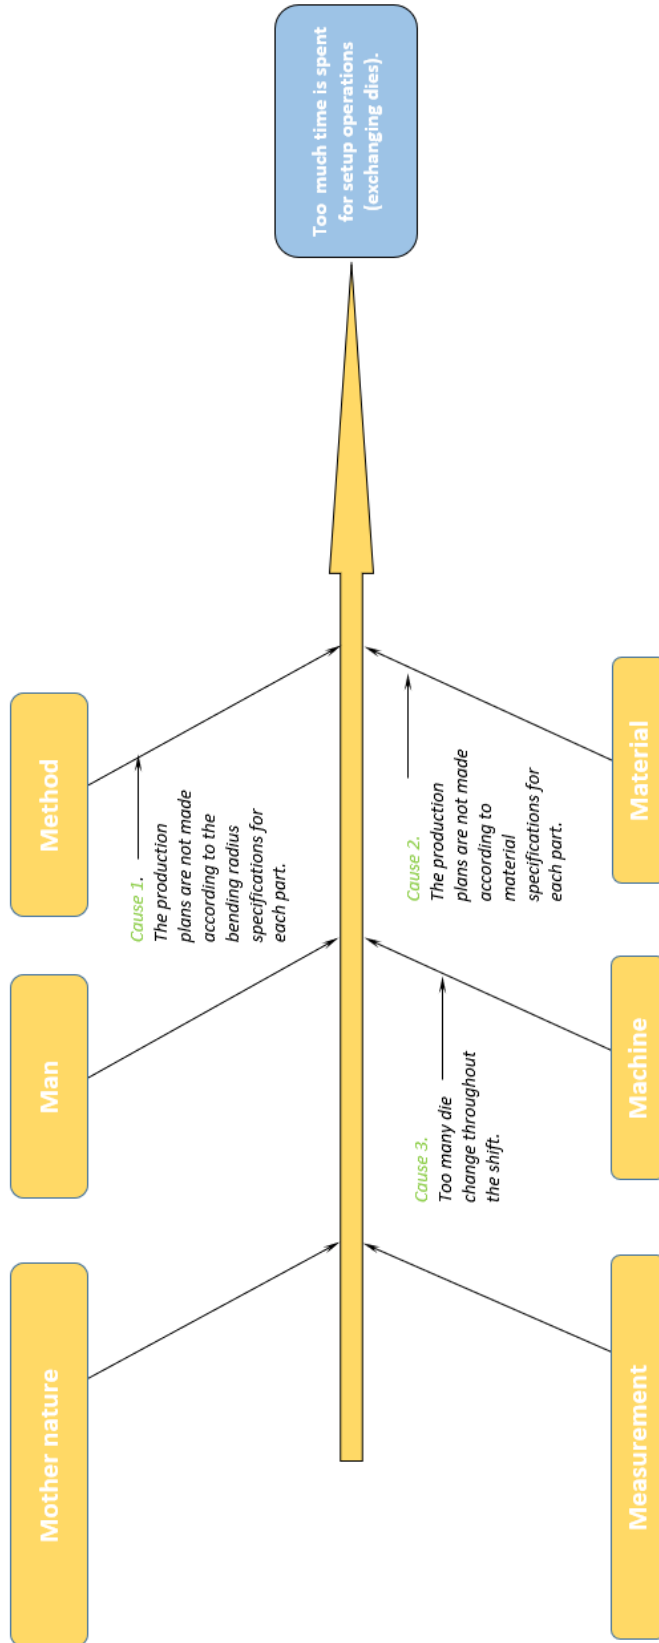 Mother nature
Man
Method
Cause 1.
The production
plans are not made
according to the
bending radius
specifications for
each part.
Too  much time is spent
for setup operations
(exchanging dies).
Cause 3.
Too many die
change throughout
the shift.
Cause 2.
The production
plans are not made
according to
material
specifications for
each part.
Measurement
Machine
Material